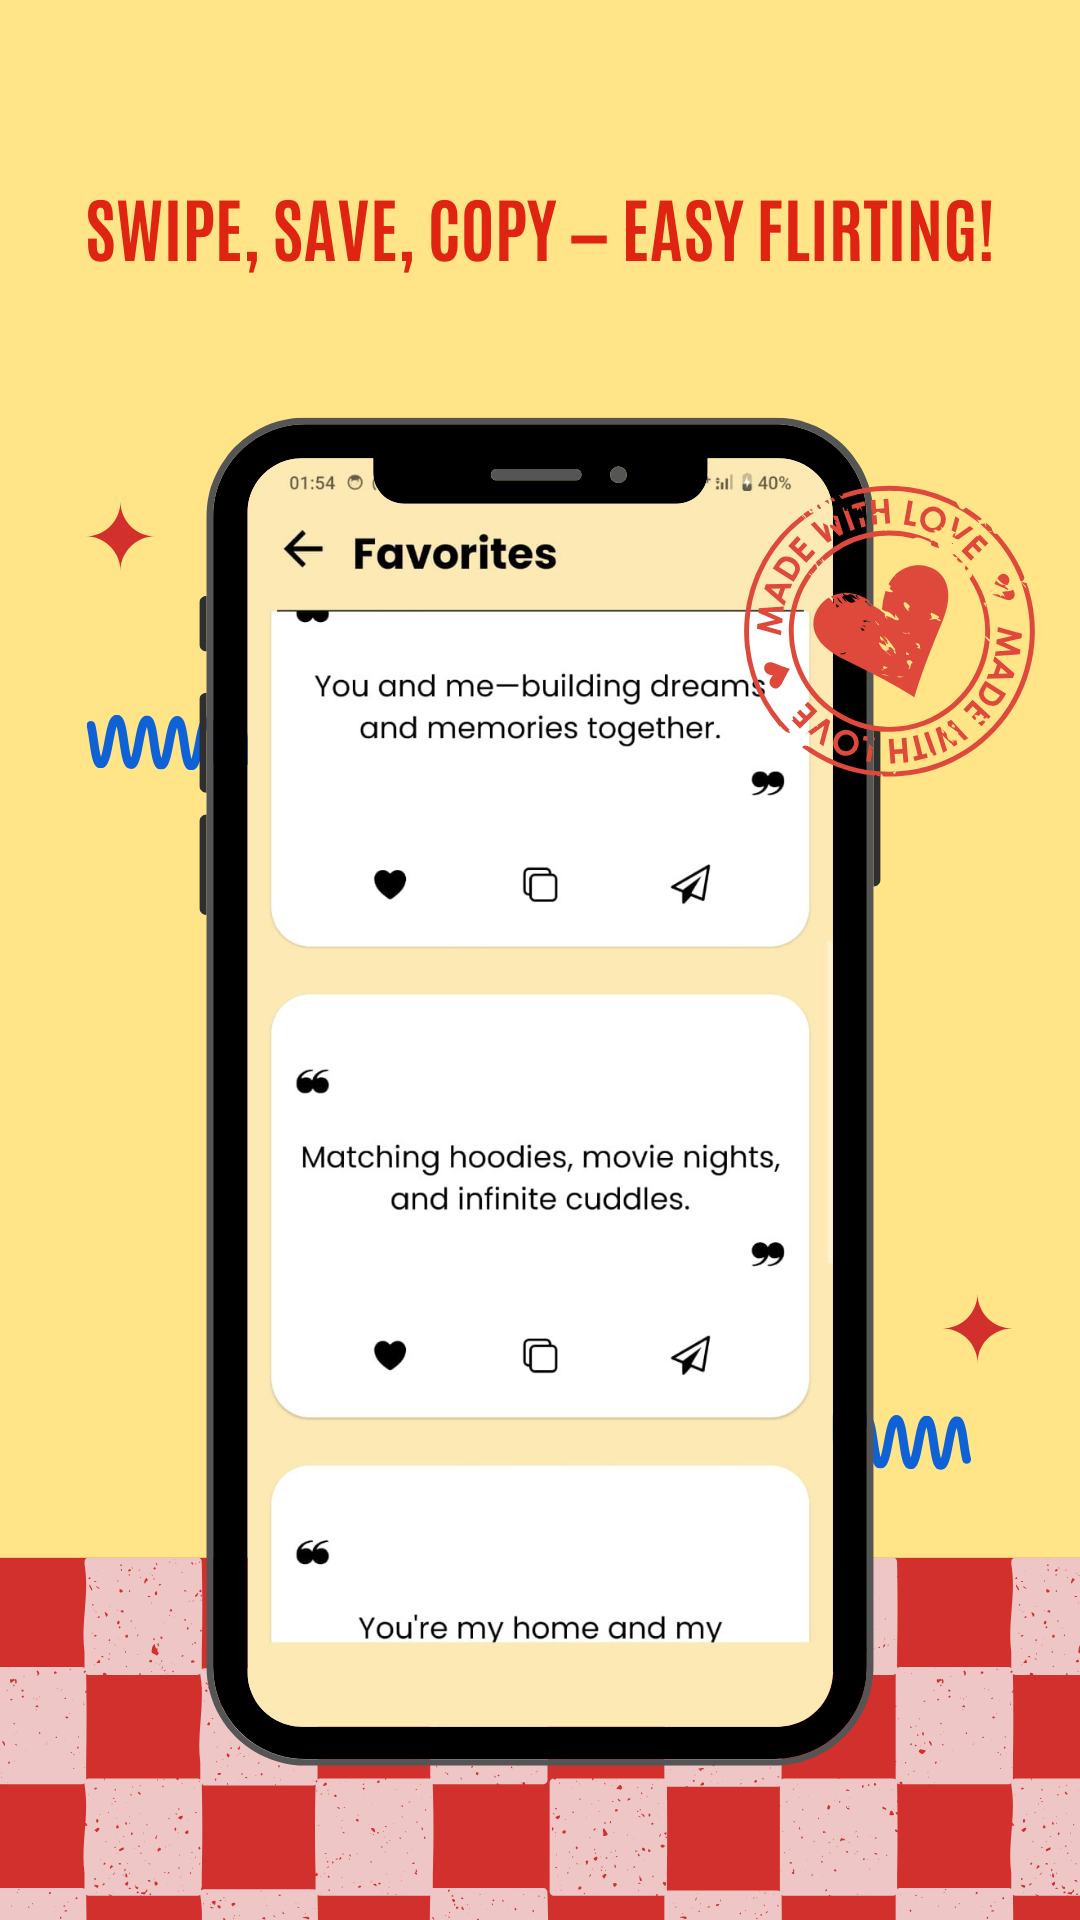 SWIPE, SAVE, COPY – EASY FLIRTING!
01:54
40%
Favorites
MADE WITH LOVE MADE WITH LOVE
❝
You and me—building dreams
and memories together.
❞
❝
Matching hoodies, movie nights,
and infinite cuddles.
❞
❝
You're my home and my